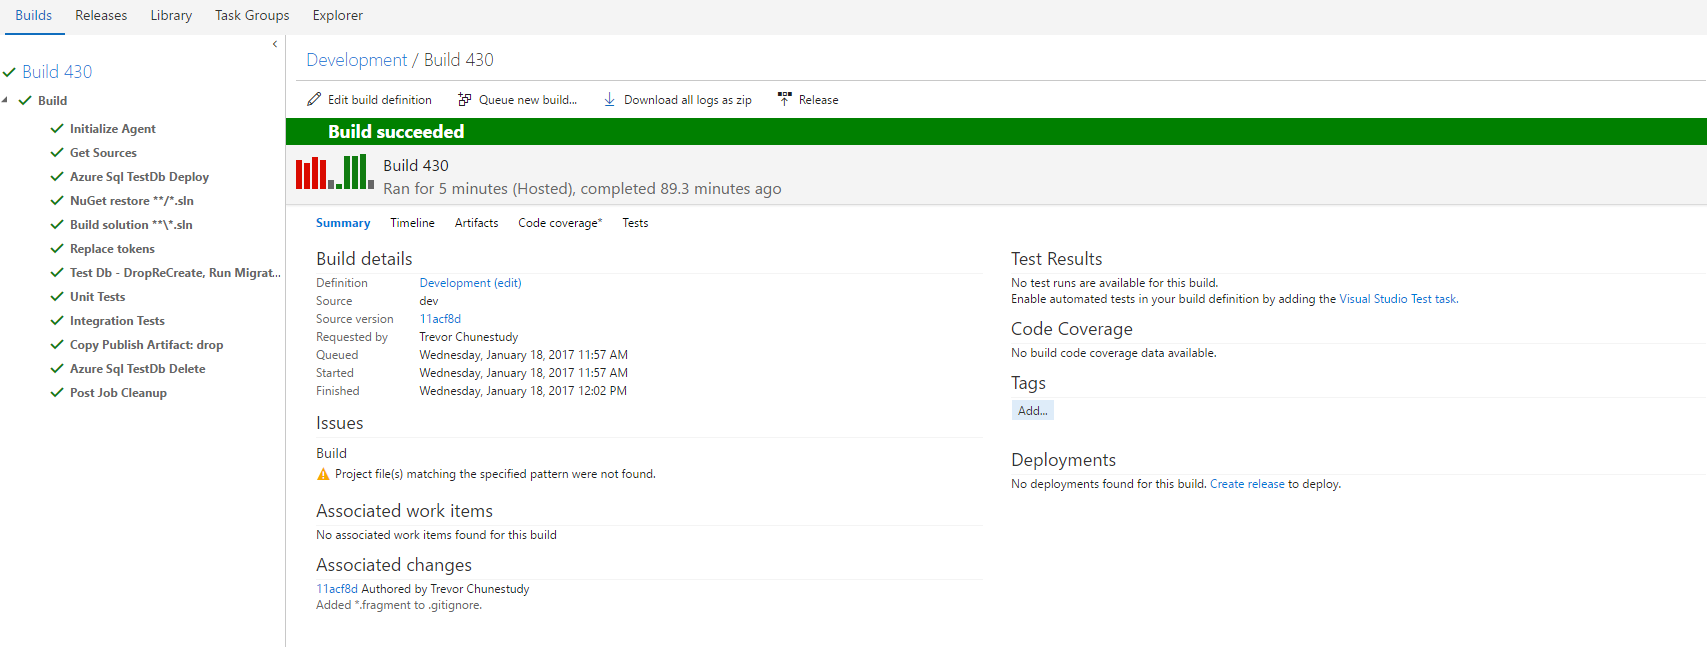 Builds Releases Library Task Groups Explorer
Build 430
Build
Initialize Agent
Get Sources
Azure Sql TestDb Deploy
NuGet restore **/*.sln
Build solution **\*.sln
Replace tokens
Test Db - DropReCreate, Run Migrat...
Unit Tests
Integration Tests
Copy Publish Artifact: drop
Azure Sql TestDb Delete
Post Job Cleanup
Development / Build 430
Edit build definition Queue new build... Download all logs as zip Release
Build succeeded
Build 430
Ran for 5 minutes (Hosted), completed 89.3 minutes ago
Summary Timeline Artifacts Code coverage* Tests
Build details
Definition Development (edit)
Source dev
Source version 11acf8d
Requested by Trevor Chunestudy
Queued Wednesday, January 18, 2017 11:57 AM
Started Wednesday, January 18, 2017 11:57 AM
Finished Wednesday, January 18, 2017 12:02 PM
Issues
Build
Project file(s) matching the specified pattern were not found.
Associated work items
No associated work items found for this build
Associated changes
11acf8d Authored by Trevor Chunestudy
Added *.fragment to .gitignore.
Test Results
No test runs are available for this build.
Enable automated tests in your build definition by adding the Visual Studio Test task.
Code Coverage
No build code coverage data available.
Tags
Add...
Deployments
No deployments found for this build. Create release to deploy.